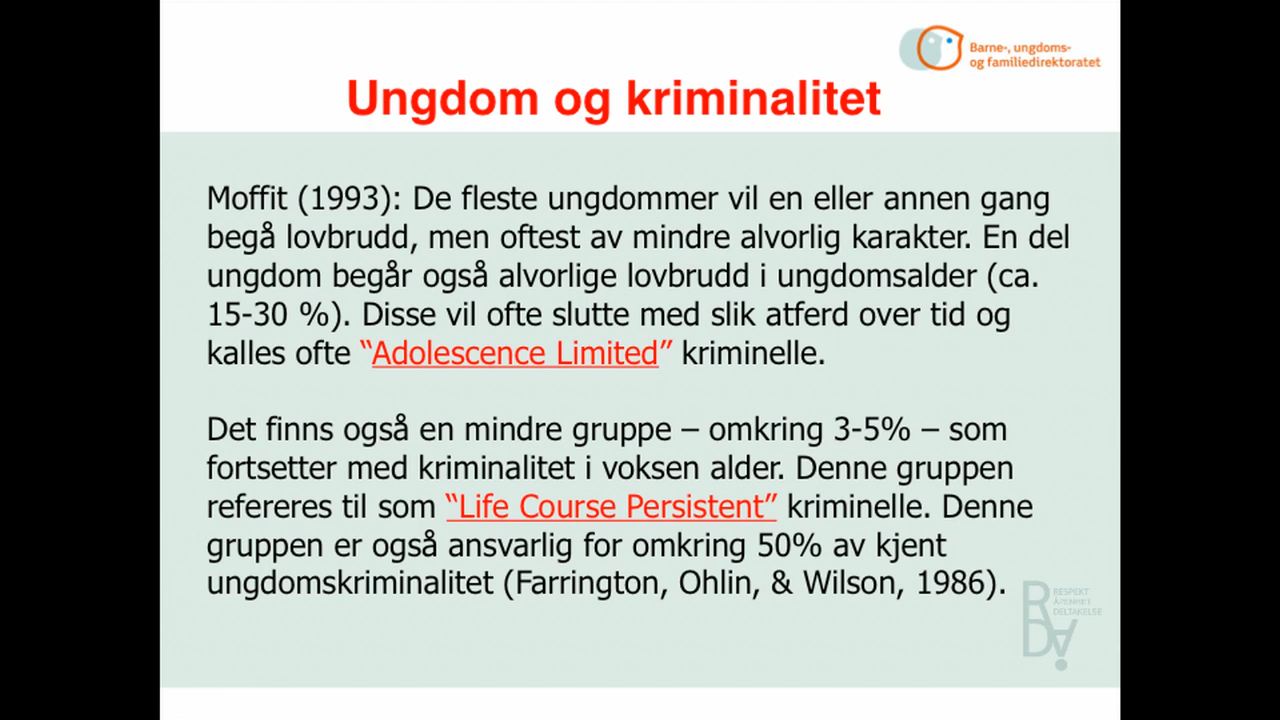 Barne-, ungdoms-
og familiedirektoratet
Ungdom og kriminalitet
Moffit (1993): De fleste ungdommer vil en eller annen gang
begå lovbrudd, men oftest av mindre alvorlig karakter. En del
ungdom begår også alvorlige lovbrudd i ungdomsalder (ca.
15-30 %). Disse vil ofte slutte med slik atferd over tid og
kalles ofte “Adolescence Limited” kriminelle.
Det finns også en mindre gruppe – omkring 3-5% – som
fortsetter med kriminalitet i voksen alder. Denne gruppen
refereres til som “Life Course Persistent” kriminelle. Denne
gruppen er også ansvarlig for omkring 50% av kjent
ungdomskriminalitet (Farrington, Ohlin, & Wilson, 1986).
RESPEKT
ÅPENHET
DELTAKELSE
R
DA!